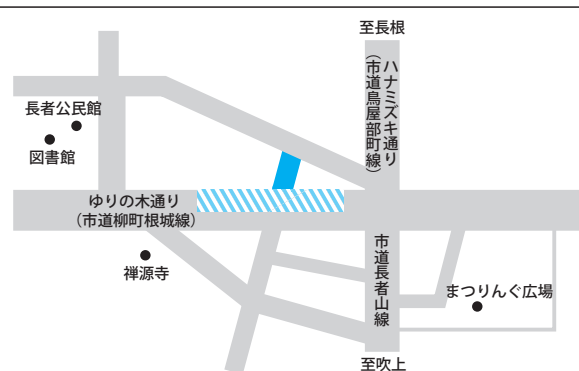 至長根
ハナミズキ通り
（市道鳥屋部町線）
長者公民館
図書館
ゆりの木通り
（市道柳町根城線）
禅源寺
市道長者山線
まつりんぐ広場
至吹上